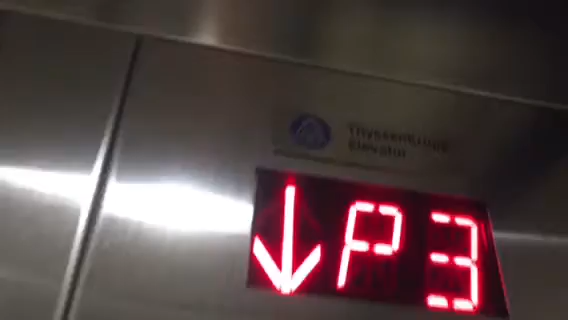 ThyssenKrupp
Elevator
↓ P3